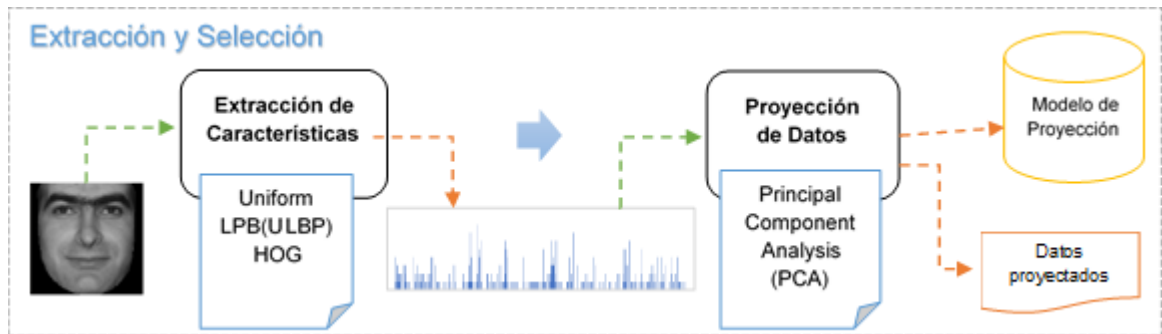 Extracción y Selección
Extracción de
Características
Uniform
LPB(ULBP)
HOG
Proyección
de Datos
Principal
Component
Analysis
(PCA)
Modelo de
Proyección
Datos
proyectados